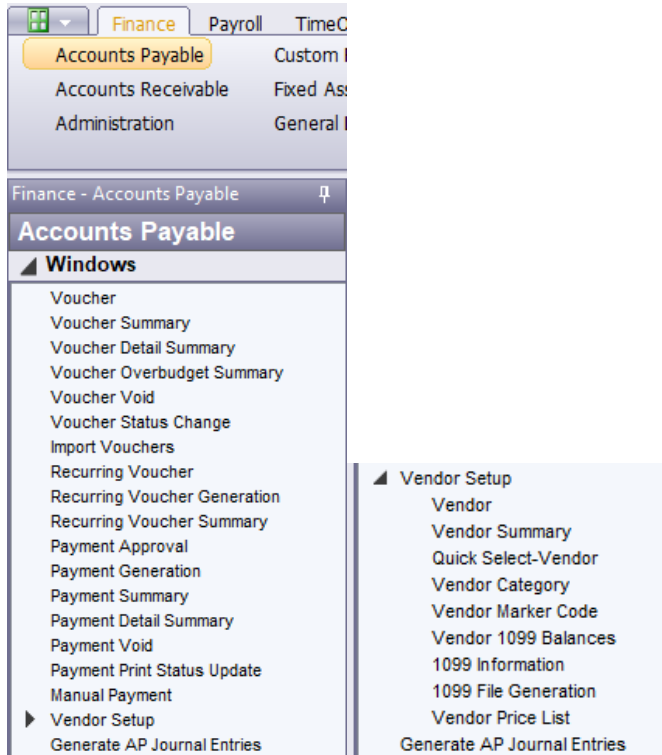 Finance Payroll
Accounts Payable Custom
Accounts Receivable Fixed
Administration General
Finance - Accounts Payable
Accounts Payable
Windows
Voucher
Voucher Summary
Voucher Detail Summary
Voucher Overbudget Summary
Voucher Void
Voucher Status Change
Import Vouchers
Recurring Voucher
Recurring Voucher Generation
Recurring Voucher Summary
Payment Approval
Payment Generation
Payment Summary
Payment Detail Summary
Payment Void
Payment Print Status Update
Manual Payment
Vendor Setup
Generate AP Journal Entries
Vendor Setup
Vendor
Vendor Summary
Quick Select-Vendor
Vendor Category
Vendor Marker Code
Vendor 1099 Balances
1099 Information
1099 File Generation
Vendor Price List
Generate AP Journal Entries